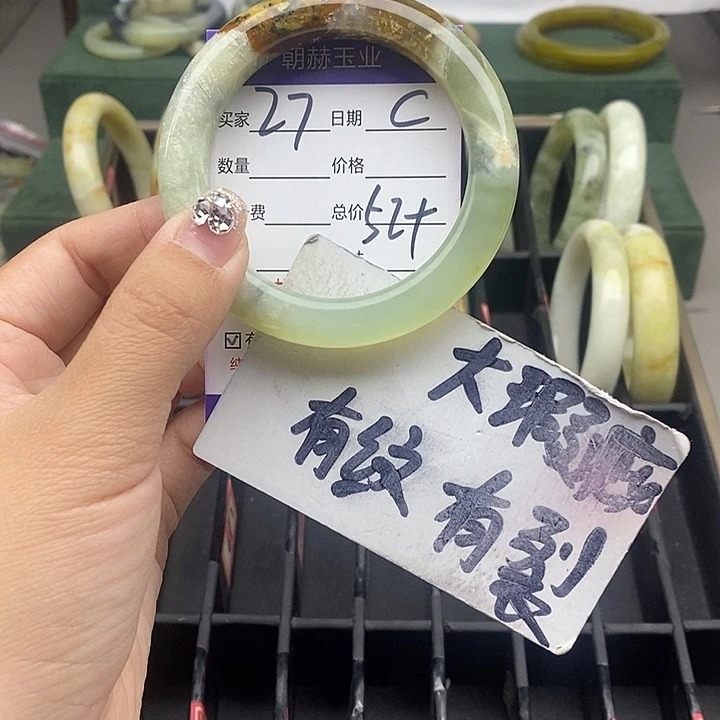 朝赫玉业
买家 27 日期 C
数量 价格
费 总价 52f
大瑕疵
有纹 有裂